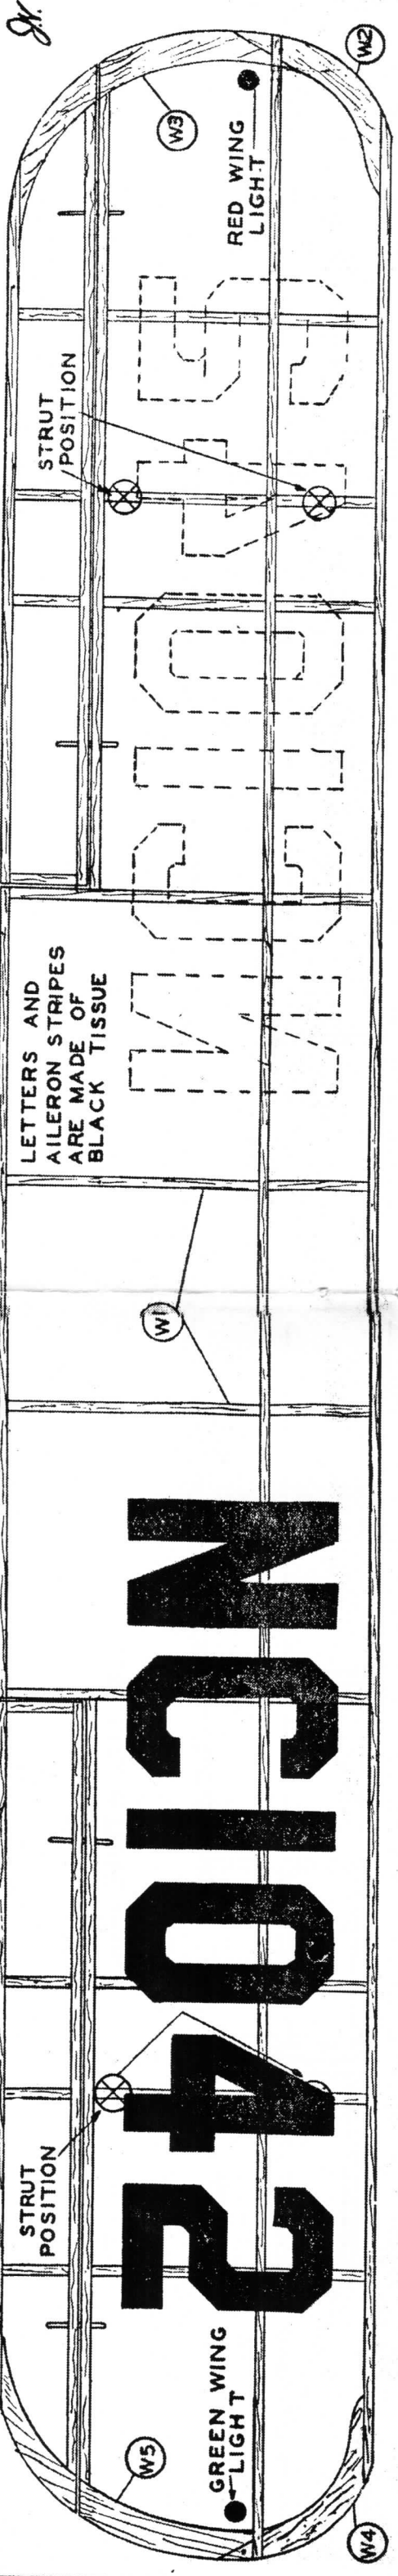 W2
W3
RED WING
LIGHT
STRUT
POSITION
NC1042
LETTERS AND
AILERON STRIPES
ARE MADE OF
BLACK TISSUE
W1
NC1042
STRUT
POSITION
GREEN WING
LIGHT
W5
W4